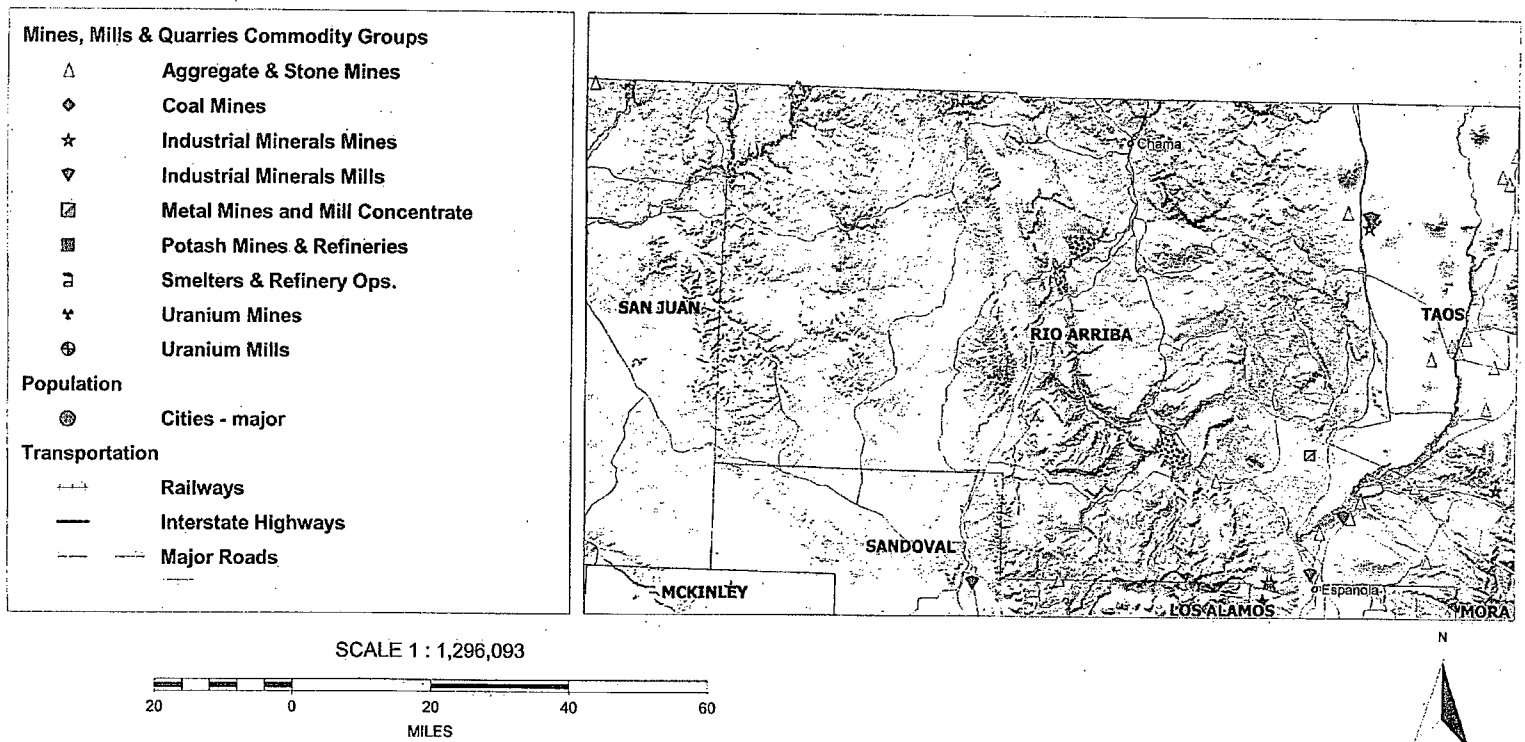 Mines, Mills & Quarries Commodity Groups
Aggregate & Stone Mines
Coal Mines
Industrial Minerals Mines
Industrial Minerals Mills
Metal Mines and Mill Concentrate
Potash Mines & Refineries
Smelters & Refinery Ops.
Uranium Mines
Uranium Mills
Population
Cities - major
Transportation
Railways
Interstate Highways
Major Roads
Chama
SAN JUAN
RIO ARRIBA
TAOS
SANDOVAL
MCKINLEY
LOS ALAMOS
Espanola
MORA
SCALE 1 : 1,296,093
20 0 20 40 60
MILES
N